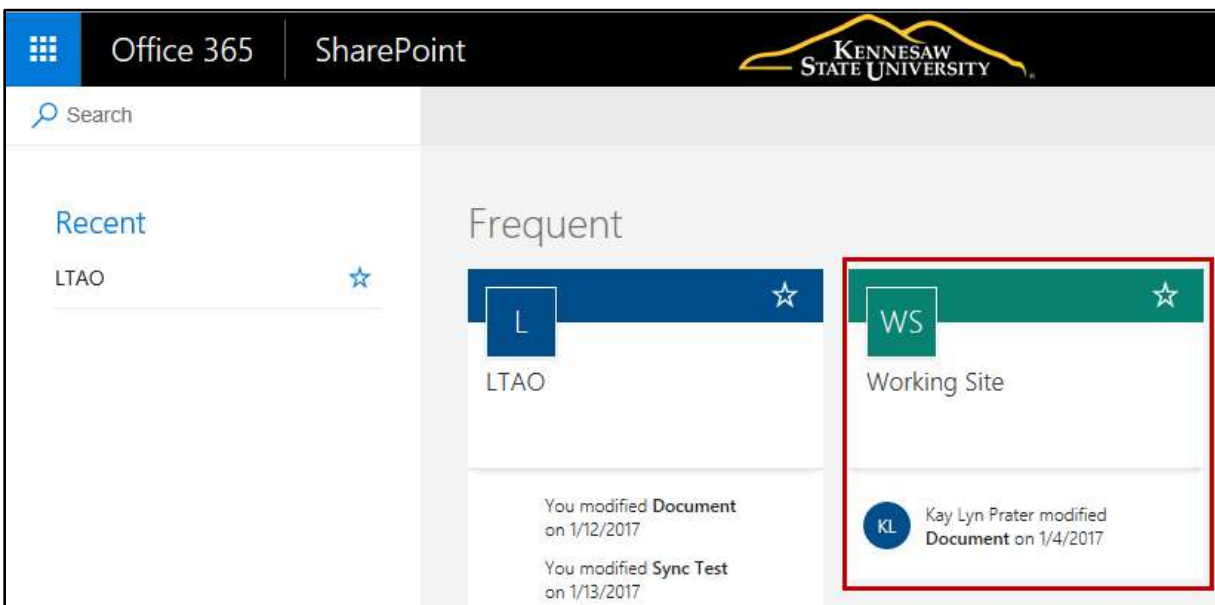 Office 365
SharePoint
KENNESAW
STATE UNIVERSITY
Search
Recent
LTAO
Frequent
L
LTAO
You modified Document
on 1/12/2017
You modified Sync Test
on 1/13/2017
WS
Working Site
KL
Kay Lyn Prater modified
Document on 1/4/2017